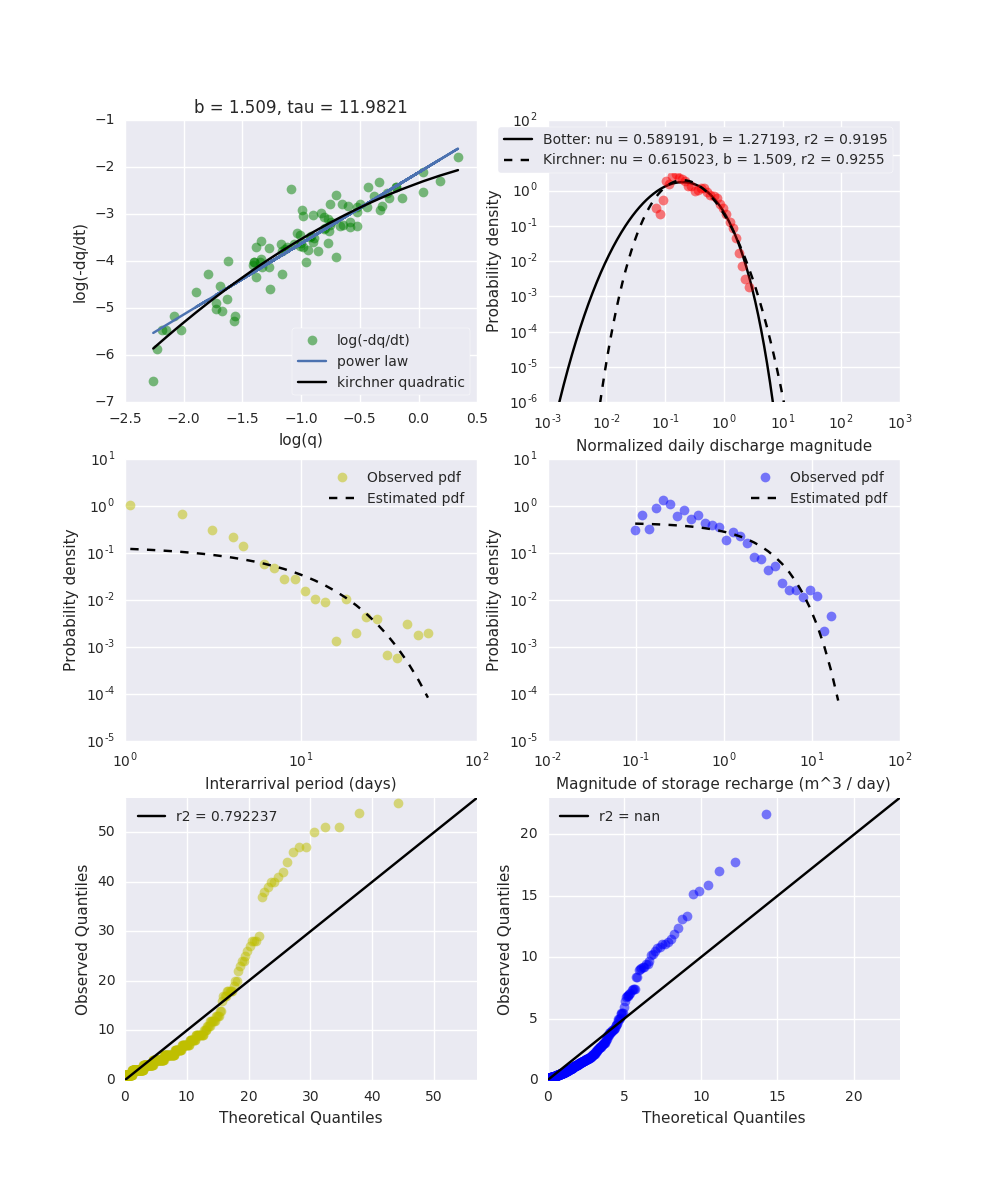 b = 1.509, tau = 11.9821
log(-dq/dt)
−1
−2
−3
−4
−5
−6
−7
log(-dq/dt)
power law
kirchner quadratic
−2.5 −2.0 −1.5 −1.0 −0.5 0.0 0.5
log(q)
Probability density
10^2
10^0
10^-1
10^-2
10^-3
10^-4
10^-5
10^-6
Botter: nu = 0.589191, b = 1.27193, r2 = 0.9195
Kirchner: nu = 0.615023, b = 1.509, r2 = 0.9255
10^-3 10^-2 10^-1 10^0 10^1 10^2 10^3
Normalized daily discharge magnitude
Probability density
10^1
10^0
10^-1
10^-2
10^-3
10^-4
10^-5
Observed pdf
Estimated pdf
10^0 10^1 10^2
Interarrival period (days)
Probability density
10^1
10^0
10^-1
10^-2
10^-3
10^-4
10^-5
Observed pdf
Estimated pdf
10^-2 10^-1 10^0 10^1 10^2
Magnitude of storage recharge (m^3 / day)
Observed Quantiles
50
40
30
20
10
0
r2 = 0.792237
0 10 20 30 40 50
Theoretical Quantiles
Observed Quantiles
20
15
10
5
0
r2 = nan
0 5 10 15 20
Theoretical Quantiles